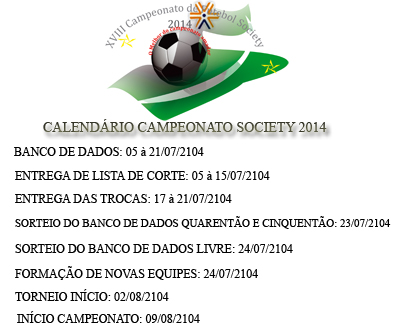 XVIII Campeonato de Futebol Society
2014
O Melhor do Campeonato
CALENDÁRIO CAMPEONATO SOCIETY 2014
BANCO DE DADOS: 05 à 21/07/2104
ENTREGA DE LISTA DE CORTE: 05 à 15/07/2104
ENTREGA DAS TROCAS: 17 à 21/07/2104
SORTEIO DO BANCO DE DADOS QUARENTÃO E CINQUENTÃO: 23/07/2104
SORTEIO DO BANCO DE DADOS LIVRE: 24/07/2104
FORMAÇÃO DE NOVAS EQUIPES: 24/07/2104
TORNEIO INÍCIO: 02/08/2104
INÍCIO CAMPEONATO: 09/08/2104